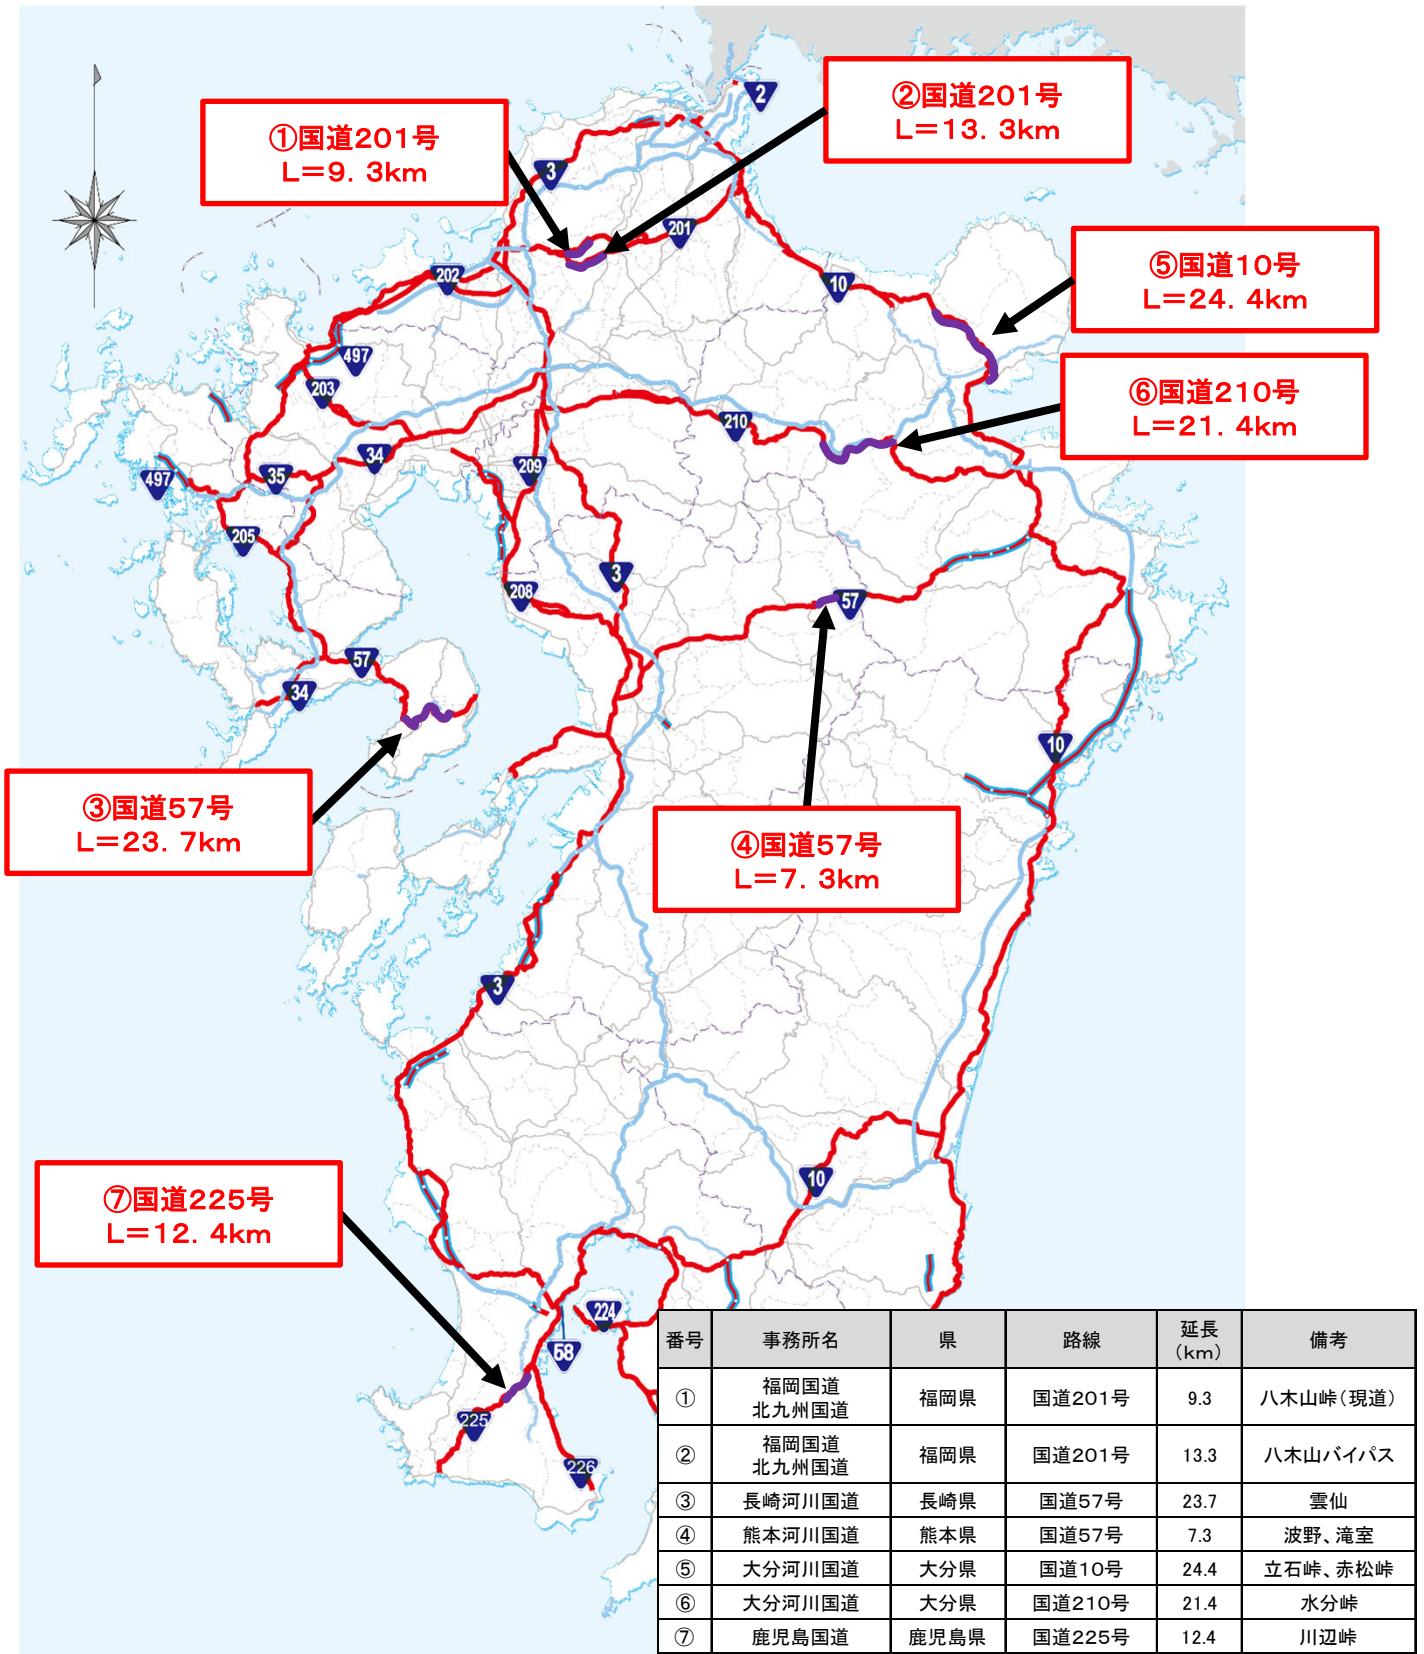 ①国道201号
L=9. 3km
②国道201号
L=13. 3km
⑤国道10号
L=24. 4km
⑥国道210号
L=21. 4km
③国道57号
L=23. 7km
④国道57号
L=7. 3km
⑦国道225号
L=12. 4km
2
3
201
202
10
497
203
210
34
35
209
497
205
3
208
57
57
34
10
3
10
224
58
225
226
番号 事務所名 県 路線 延長（km） 備考
① 福岡国道 北九州国道 福岡県 国道201号 9.3 八木山峠（現道）
② 福岡国道 北九州国道 福岡県 国道201号 13.3 八木山バイパス
③ 長崎河川国道 長崎県 国道57号 23.7 雲仙
④ 熊本河川国道 熊本県 国道57号 7.3 波野、滝室
⑤ 大分河川国道 大分県 国道10号 24.4 立石峠、赤松峠
⑥ 大分河川国道 大分県 国道210号 21.4 水分峠
⑦ 鹿児島国道 鹿児島県 国道225号 12.4 川辺峠